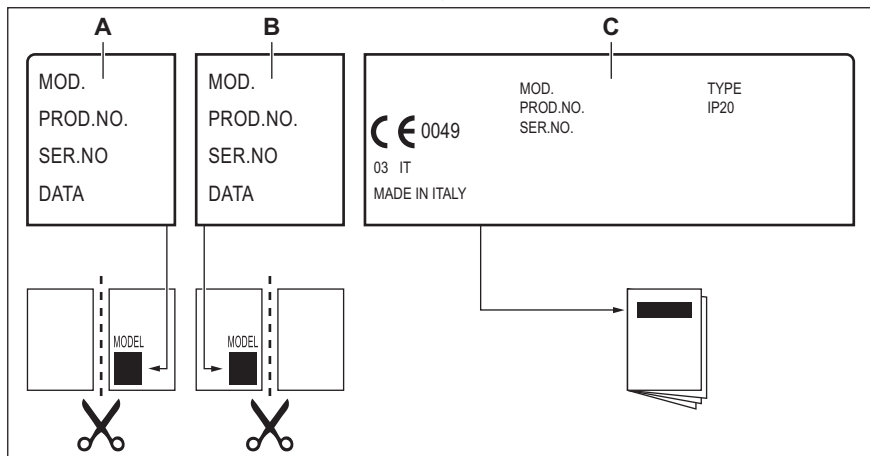 A
B
C
MOD.
PROD.NO.
SER.NO
DATA
MOD.
PROD.NO.
SER.NO
DATA
CE 0049
03 IT
MADE IN ITALY
MOD.
PROD.NO.
SER.NO.
TYPE
IP20
MODEL
MODEL